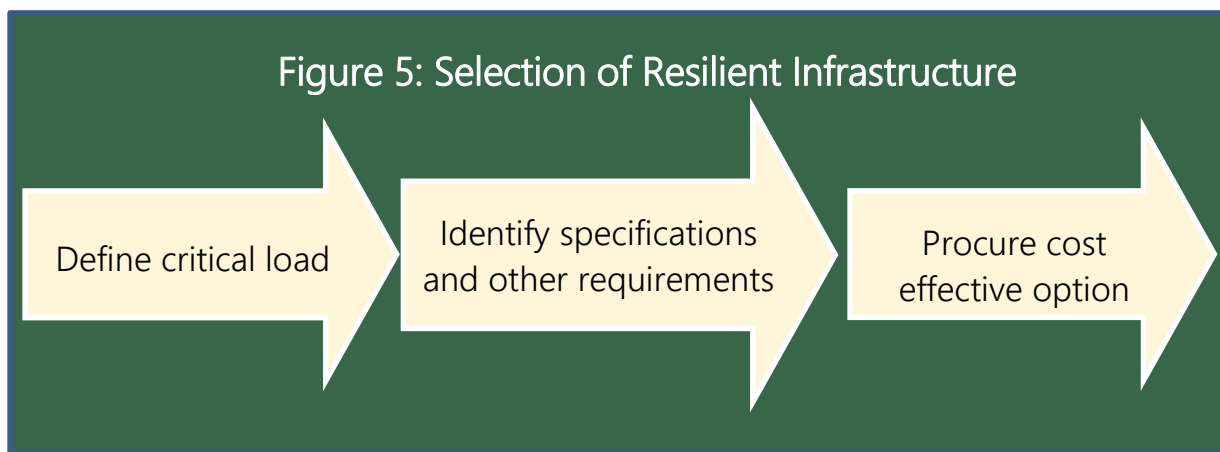 Figure 5: Selection of Resilient Infrastructure
Define critical load
Identify specifications
and other requirements
Procure cost
effective option